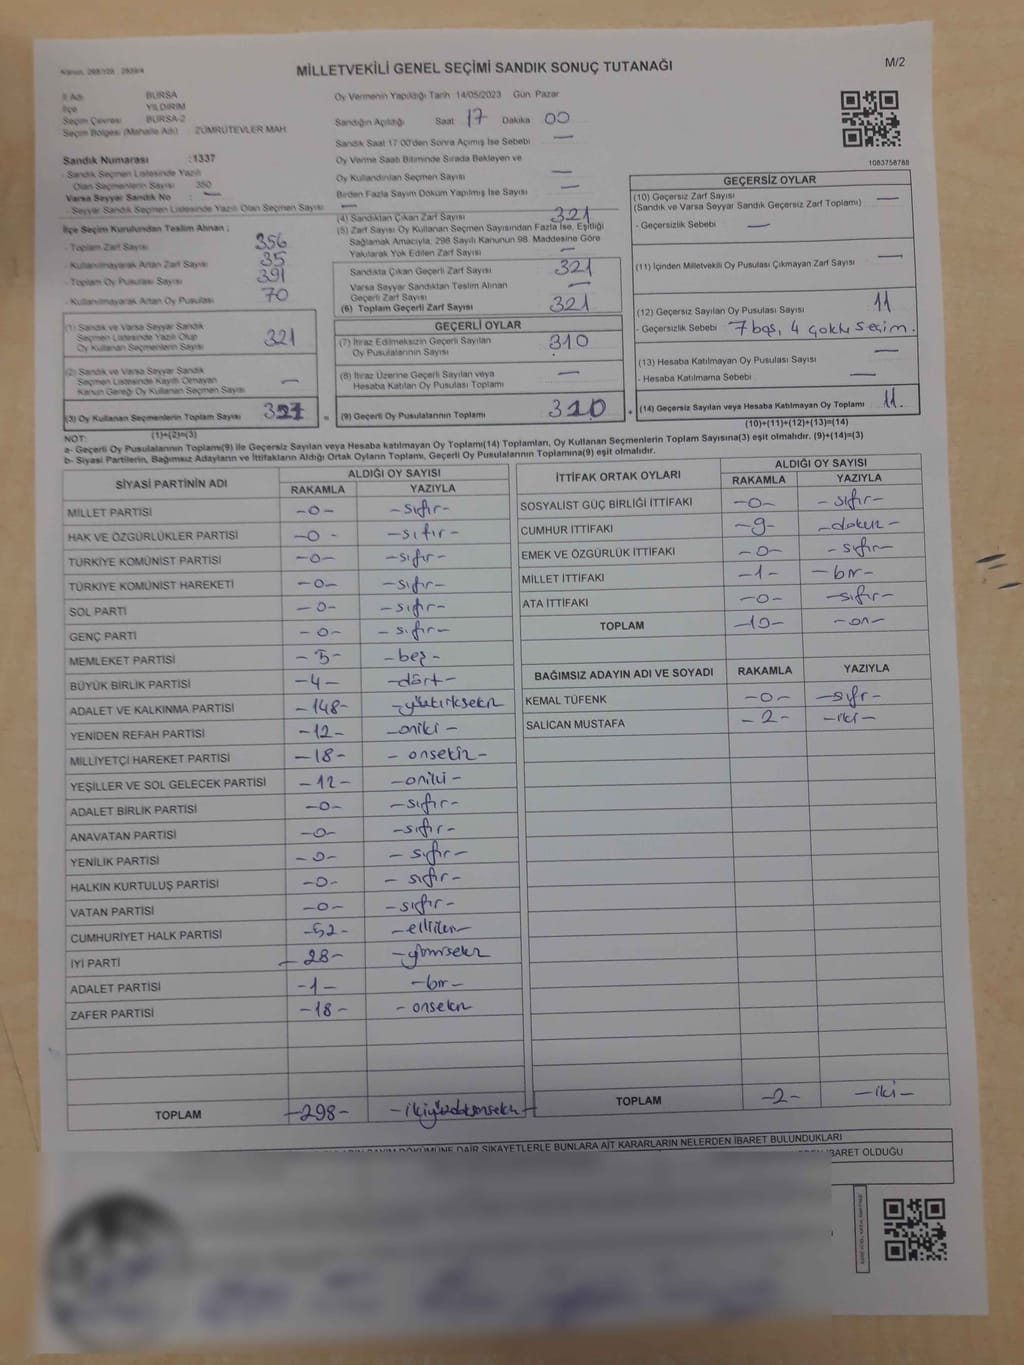 Kanun: 298/105 , 2839/4
MİLLETVEKİLİ GENEL SEÇİMİ SANDIK SONUÇ TUTANAĞI
M/2
İl Adı BURSA
İlçe YILDIRIM
Seçim Çevresi BURSA-2
Seçim Bölgesi (Mahalle Adı) ZÜMRÜTEVLER MAH
Sandık Numarası :1337
- Sandık Seçmen Listesinde Yazılı
Olan Seçmenlerin Sayısı 350
Varsa Seyyar Sandık No : —
- Seyyar Sandık Seçmen Listesinde Yazılı Olan Seçmen Sayısı —
İlçe Seçim Kurulundan Teslim Alınan ;
- Toplam Zarf Sayısı 356
- Kullanılmayarak Artan Zarf Sayısı 35
- Toplam Oy Pusulası Sayısı 391
- Kullanılmayarak Artan Oy Pusulası 70
(1) Sandık ve Varsa Seyyar Sandık
Seçmen Listesinde Yazılı Olup
Oy Kullanan Seçmenlerin Sayısı 321
(2) Sandık ve Varsa Seyyar Sandık
Seçmen Listesinde Kayıtlı Olmayan
Kanun Gereği Oy Kullanan Seçmen Sayısı —
(3) Oy Kullanan Seçmenlerin Toplam Sayısı 321
(1)+(2)=(3)
Oy Vermenin Yapıldığı Tarih 14/05/2023 Gün Pazar
Sandığın Açıldığı Saat 17 Dakika 00
Sandık Saat 17:00'den Sonra Açılmış İse Sebebi —
Oy Verme Saati Bitiminde Sırada Bekleyen ve
Oy Kullandırılan Seçmen Sayısı —
Birden Fazla Sayım Döküm Yapılmış İse Sayısı —
(4) Sandıktan Çıkan Zarf Sayısı 321
(5) Zarf Sayısı Oy Kullanan Seçmen Sayısından Fazla İse, Eşitliği
Sağlamak Amacıyla, 298 Sayılı Kanunun 98. Maddesine Göre
Yakılarak Yok Edilen Zarf Sayısı —
Sandıkta Çıkan Geçerli Zarf Sayısı 321
Varsa Seyyar Sandıktan Teslim Alınan
Geçerli Zarf Sayısı —
(6) Toplam Geçerli Zarf Sayısı 321
GEÇERLİ OYLAR
(7) İtiraz Edilmeksizin Geçerli Sayılan
Oy Pusulalarının Sayısı 310
(8) İtiraz Üzerine Geçerli Sayılan veya
Hesaba Katılan Oy Pusulası Toplamı —
= (9) Geçerli Oy Pusulalarının Toplamı 310
1083758788
GEÇERSİZ OYLAR
(10) Geçersiz Zarf Sayısı
(Sandık ve Varsa Seyyar Sandık Geçersiz Zarf Toplamı) —
- Geçersizlik Sebebi —
(11) İçinden Milletvekili Oy Pusulası Çıkmayan Zarf Sayısı —
(12) Geçersiz Sayılan Oy Pusulası Sayısı 11
- Geçersizlik Sebebi 7 boş, 4 çoklu seçim.
(13) Hesaba Katılmayan Oy Pusulası Sayısı —
- Hesaba Katılmama Sebebi —
+ (14) Geçersiz Sayılan veya Hesaba Katılmayan Oy Toplamı 11.
(10)+(11)+(12)+(13)=(14)
NOT:
a- Geçerli Oy Pusulalarının Toplamı(9) ile Geçersiz Sayılan veya Hesaba katılmayan Oy Toplamı(14) Toplamları, Oy Kullanan Seçmenlerin Toplam Sayısına(3) eşit olmalıdır. (9)+(14)=(3)
b- Siyasi Partilerin, Bağımsız Adayların ve İttifakların Aldığı Ortak Oyların Toplamı, Geçerli Oy Pusulalarının Toplamına(9) eşit olmalıdır.
SİYASİ PARTİNİN ADI ALDIĞI OY SAYISI
RAKAMLA YAZIYLA
MİLLET PARTİSİ -0- -sıfır-
HAK VE ÖZGÜRLÜKLER PARTİSİ -0- -sıfır-
TÜRKİYE KOMÜNİST PARTİSİ -0- -sıfır-
TÜRKİYE KOMÜNİST HAREKETİ -0- -sıfır-
SOL PARTİ -0- -sıfır-
GENÇ PARTİ -0- -sıfır-
MEMLEKET PARTİSİ -5- -beş-
BÜYÜK BİRLİK PARTİSİ -4- -dört-
ADALET VE KALKINMA PARTİSİ -148- -yüzkırksekiz
YENİDEN REFAH PARTİSİ -12- -oniki-
MİLLİYETÇİ HAREKET PARTİSİ -18- -onsekiz-
YEŞİLLER VE SOL GELECEK PARTİSİ -12- -oniki-
ADALET BİRLİK PARTİSİ -0- -sıfır-
ANAVATAN PARTİSİ -0- -sıfır-
YENİLİK PARTİSİ -0- -sıfır-
HALKIN KURTULUŞ PARTİSİ -0- -sıfır-
VATAN PARTİSİ -0- -sıfır-
CUMHURİYET HALK PARTİSİ -52- -elliiki-
İYİ PARTİ -28- -yirmisekiz
ADALET PARTİSİ -1- -bir-
ZAFER PARTİSİ -18- -onsekiz
TOPLAM -298- -ikiyüzdoksansekiz-
İTTİFAK ORTAK OYLARI ALDIĞI OY SAYISI
RAKAMLA YAZIYLA
SOSYALİST GÜÇ BİRLİĞİ İTTİFAKI -0- -sıfır-
CUMHUR İTTİFAKI -9- -dokuz-
EMEK VE ÖZGÜRLÜK İTTİFAKI -0- -sıfır-
MİLLET İTTİFAKI -1- -bir-
ATA İTTİFAKI -0- -sıfır-
TOPLAM -10- -on-
BAĞIMSIZ ADAYIN ADI VE SOYADI RAKAMLA YAZIYLA
KEMAL TÜFENK -0- -sıfır-
SALİCAN MUSTAFA -2- -iki-
TOPLAM -2- -iki-
DÖKÜMÜNE DAİR ŞİKAYETLERLE BUNLARA AİT KARARLARIN NELERDEN İBARET BULUNDUKLARI
İBARET OLDUĞU